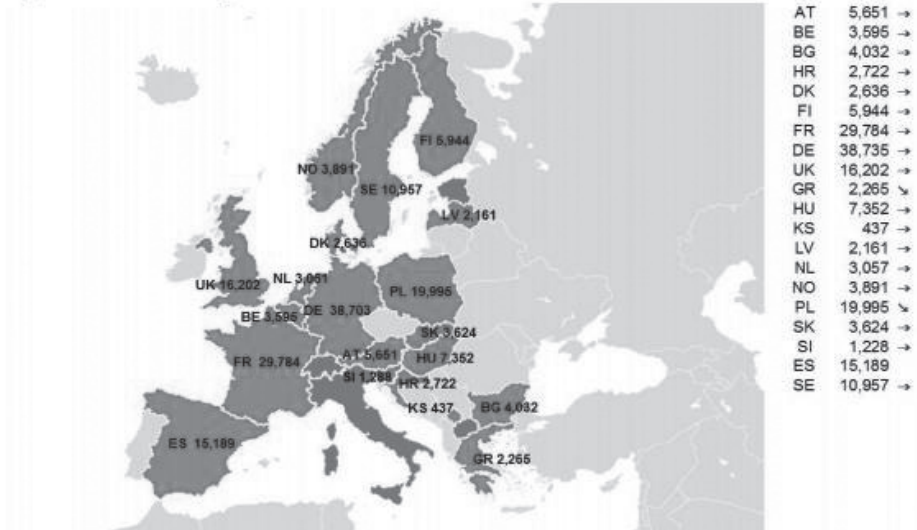 AT 5,651 →
BE 3,595 →
BG 4,032 →
HR 2,722 →
DK 2,636 →
FI 5,944 →
FR 29,784 →
DE 38,735 →
UK 16,202 →
GR 2,265 ↘
HU 7,352 →
KS 437 →
LV 2,161 →
NL 3,057 →
NO 3,891 →
PL 19,995 ↘
SK 3,624 →
SI 1,228 →
ES 15,189
SE 10,957 →
FI 5,944
NO 3,891
SE 10,957
LV 2,161
DK 2,636
NL 3,051
UK 16,202
PL 19,995
BE 3,595
DE 38,703
SK 3,624
AT 5,651
HU 7,352
FR 29,784
SI 1,288
HR 2,722
KS 437
BG 4,032
ES 15,189
GR 2,265